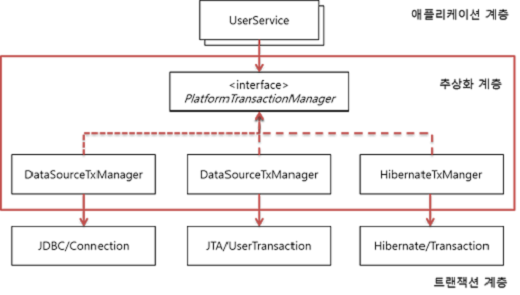 애플리케이션 계층
UserService
추상화 계층
<interface>
PlatformTransactionManager
DataSourceTxManager
DataSourceTxManager
HibernateTxManger
JDBC/Connection
JTA/UserTransaction
Hibernate/Transaction
트랜잭션 계층